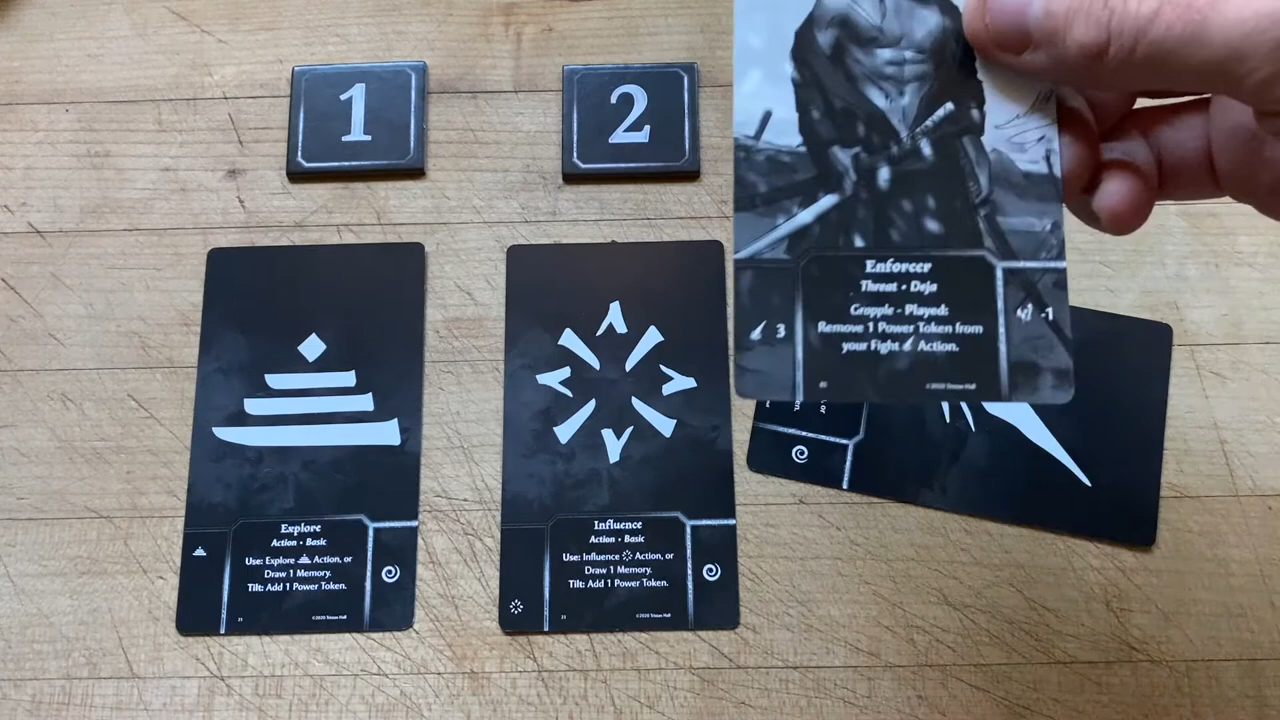 1
2
Enforcer
Threat • Deja
Grapple - Played:
Remove 1 Power Token from
your Fight Action.
3
-1
Explore
Action • Basic
Use: Explore Action, or
Draw 1 Memory.
Tilt: Add 1 Power Token.
©2020 Tristan Hall
Influence
Action • Basic
Use: Influence Action, or
Draw 1 Memory.
Tilt: Add 1 Power Token.
21
©2020 Tristan Hall
©2020 Tristan Hall